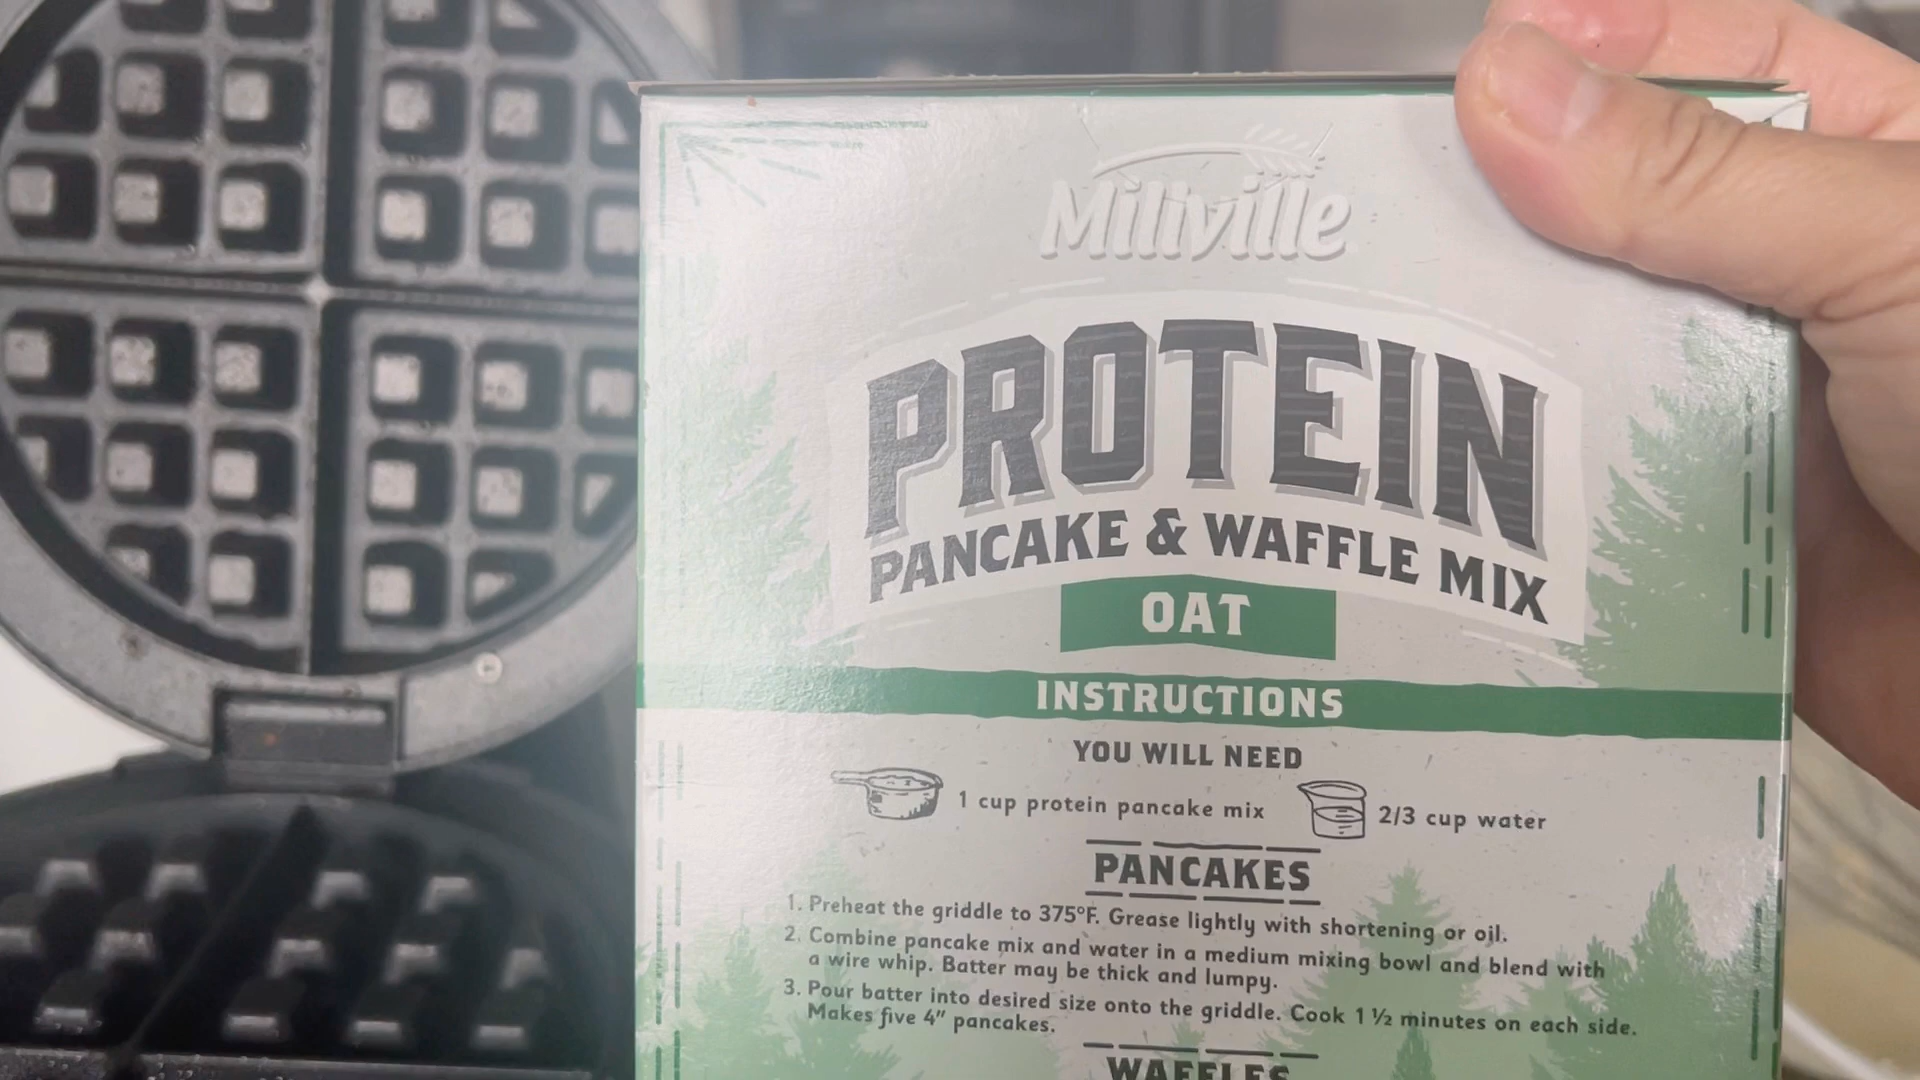 Millville
PROTEIN
PANCAKE & WAFFLE MIX
OAT
INSTRUCTIONS
YOU WILL NEED
1 cup protein pancake mix
2/3 cup water
PANCAKES
1. Preheat the griddle to 375°F. Grease lightly with shortening or oil.
2. Combine pancake mix and water in a medium mixing bowl and blend with
a wire whip. Batter may be thick and lumpy.
3. Pour batter into desired size onto the griddle. Cook 1 ½ minutes on each side.
Makes five 4" pancakes.
WAFFLES